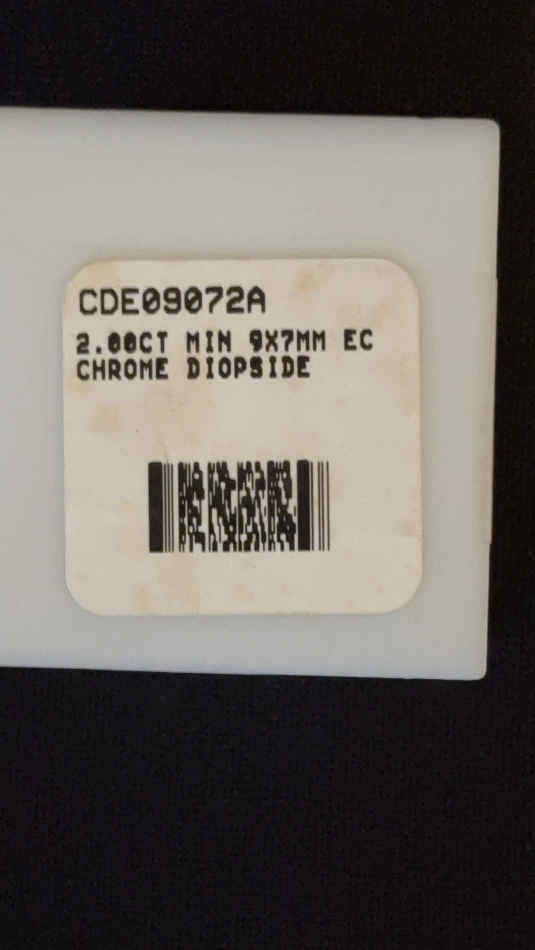 CDE09072A
2.00CT MIN 9X7MM EC
CHROME DIOPSIDE